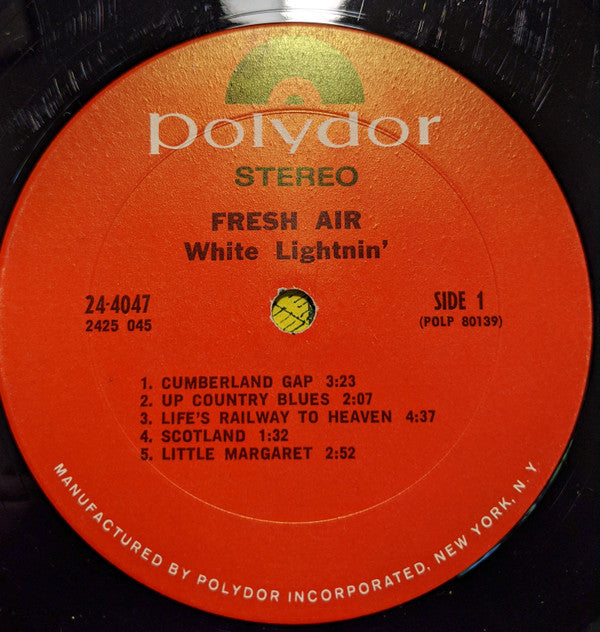 polydor
STEREO
FRESH AIR
White Lightnin'
24-4047
2425 045
SIDE 1
(POLP 80139)
1. CUMBERLAND GAP 3:23
2. UP COUNTRY BLUES 2:07
3. LIFE'S RAILWAY TO HEAVEN 4:37
4. SCOTLAND 1:32
5. LITTLE MARGARET 2:52
MANUFACTURED BY POLYDOR INCORPORATED, NEW YORK, N. Y.